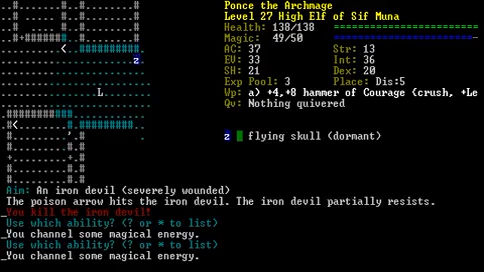 Ponce the Archmage
Level 27 High Elf of Sif Muna
Health: 138/138
Magic: 49/50
AC: 37 Str: 13
EV: 33 Int: 36
SH: 21 Dex: 20
Exp Pool: 3 Place: Dis:5
Wp: a) +4,+8 hammer of Courage {crush, +Le
Qv: Nothing quivered
z flying skull (dormant)
Aim: An iron devil (severely wounded)
The poison arrow hits the iron devil. The iron devil partially resists.
_You kill the iron devil!
Use which ability? (? or * to list)
_You channel some magical energy.
Use which ability? (? or * to list)
_You channel some magical energy.